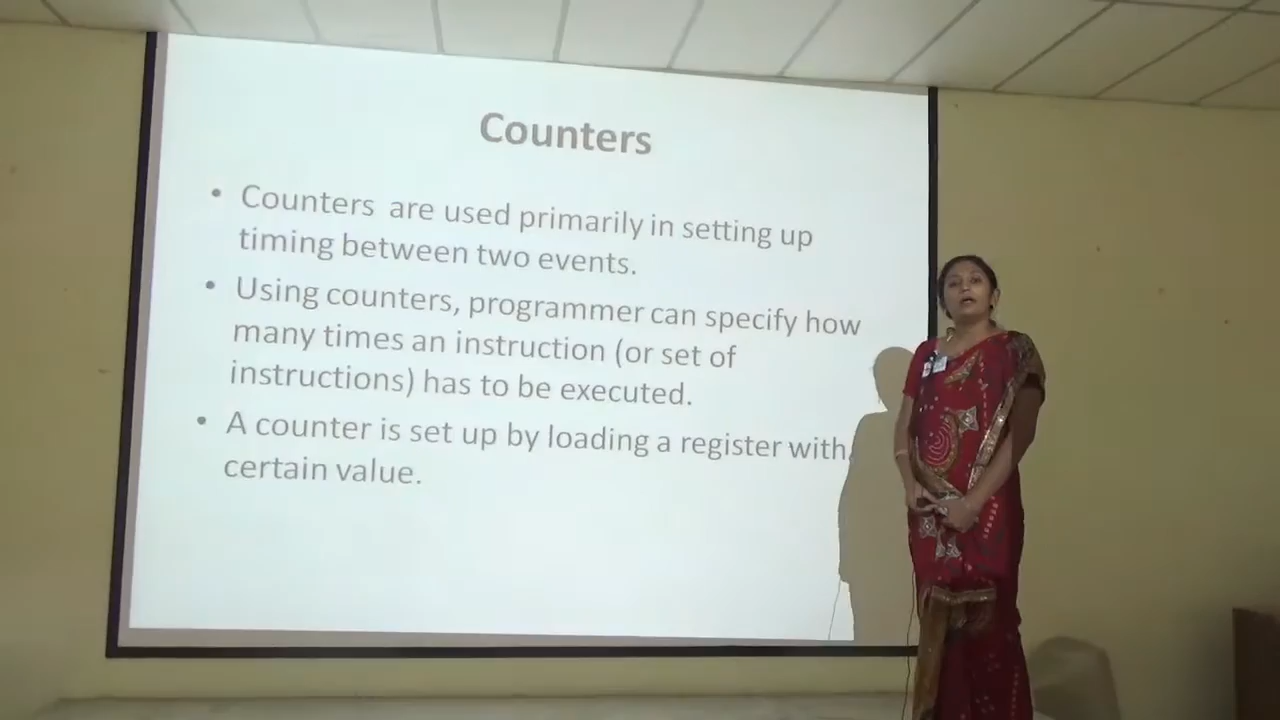 Counters
• Counters are used primarily in setting up
timing between two events.
• Using counters, programmer can specify how
many times an instruction (or set of
instructions) has to be executed.
• A counter is set up by loading a register with
certain value.